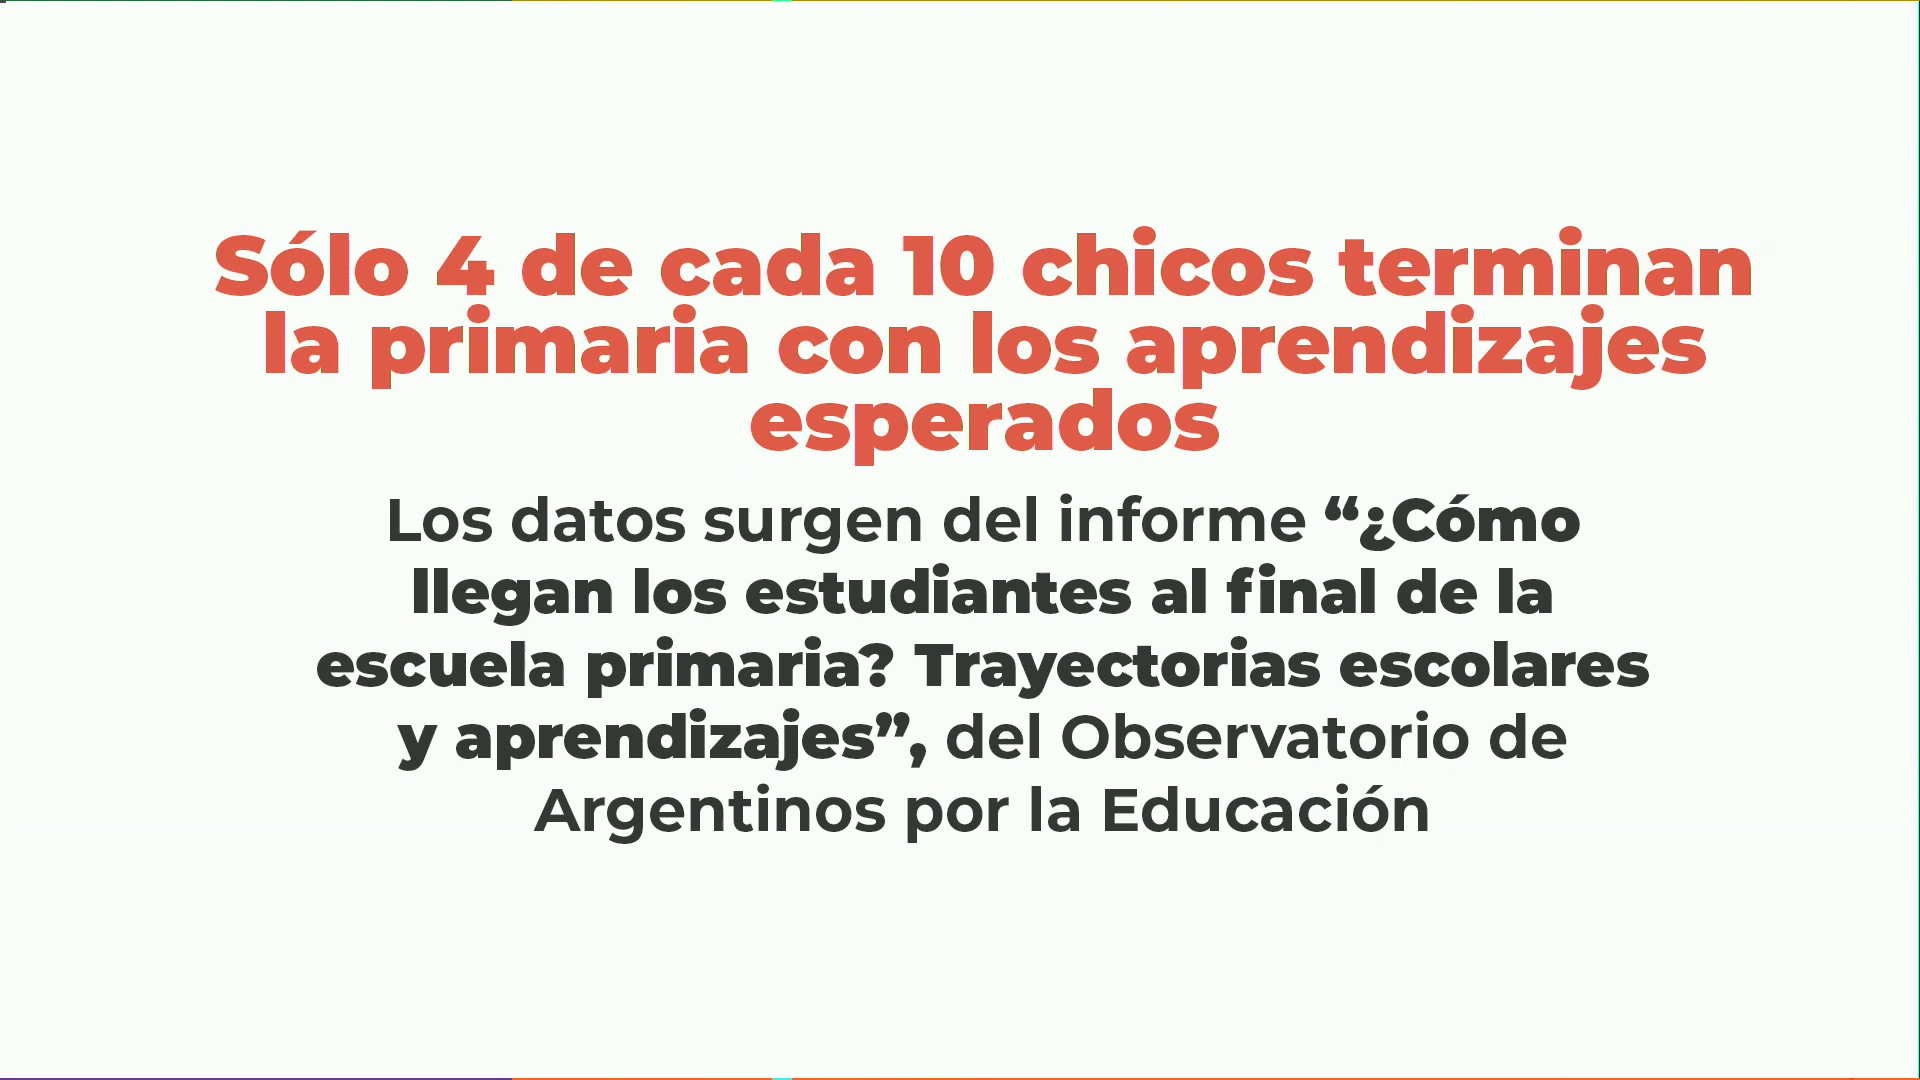 Sólo 4 de cada 10 chicos terminan
la primaria con los aprendizajes
esperados
Los datos surgen del informe “¿Cómo
llegan los estudiantes al final de la
escuela primaria? Trayectorias escolares
y aprendizajes”, del Observatorio de
Argentinos por la Educación